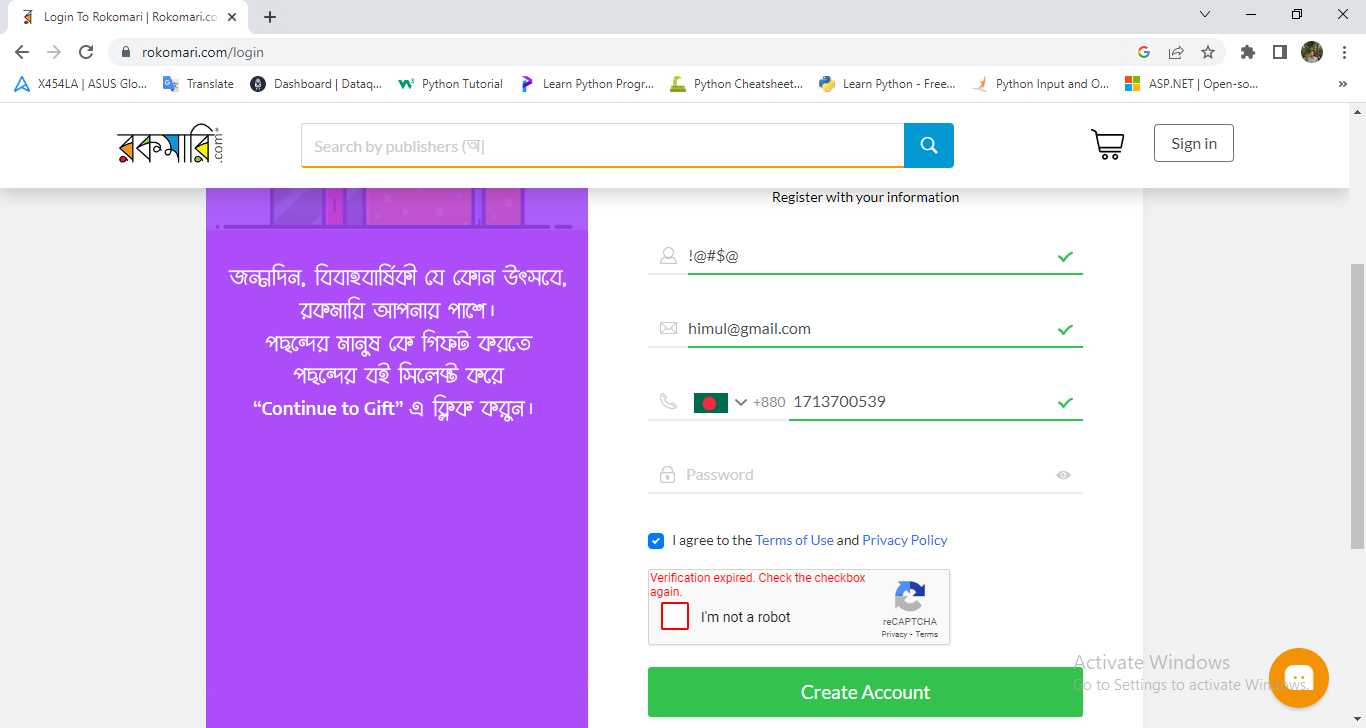 Login To Rokomari | Rokomari.co
rokomari.com/login
X454LA | ASUS Glo...
Translate
Dashboard | Dataq...
Python Tutorial
Learn Python Progr...
Python Cheatsheet...
Learn Python - Free...
Python Input and O...
ASP.NET | Open-so...
রকমারি.com
Search by publishers (অ|
Sign in
Register with your information
জন্মদিন, বিবাহবার্ষিকী যে কোন উৎসবে,
রকমারি আপনার পাশে।
পছন্দের মানুষ কে গিফট করতে
পছন্দের বই সিলেক্ট করে
“Continue to Gift” এ ক্লিক করুন।
!@#$@
himul@gmail.com
+880 1713700539
Password
I agree to the Terms of Use and Privacy Policy
Verification expired. Check the checkbox
again.
I'm not a robot
reCAPTCHA
Privacy - Terms
Create Account
Activate Windows
Go to Settings to activate Windows.